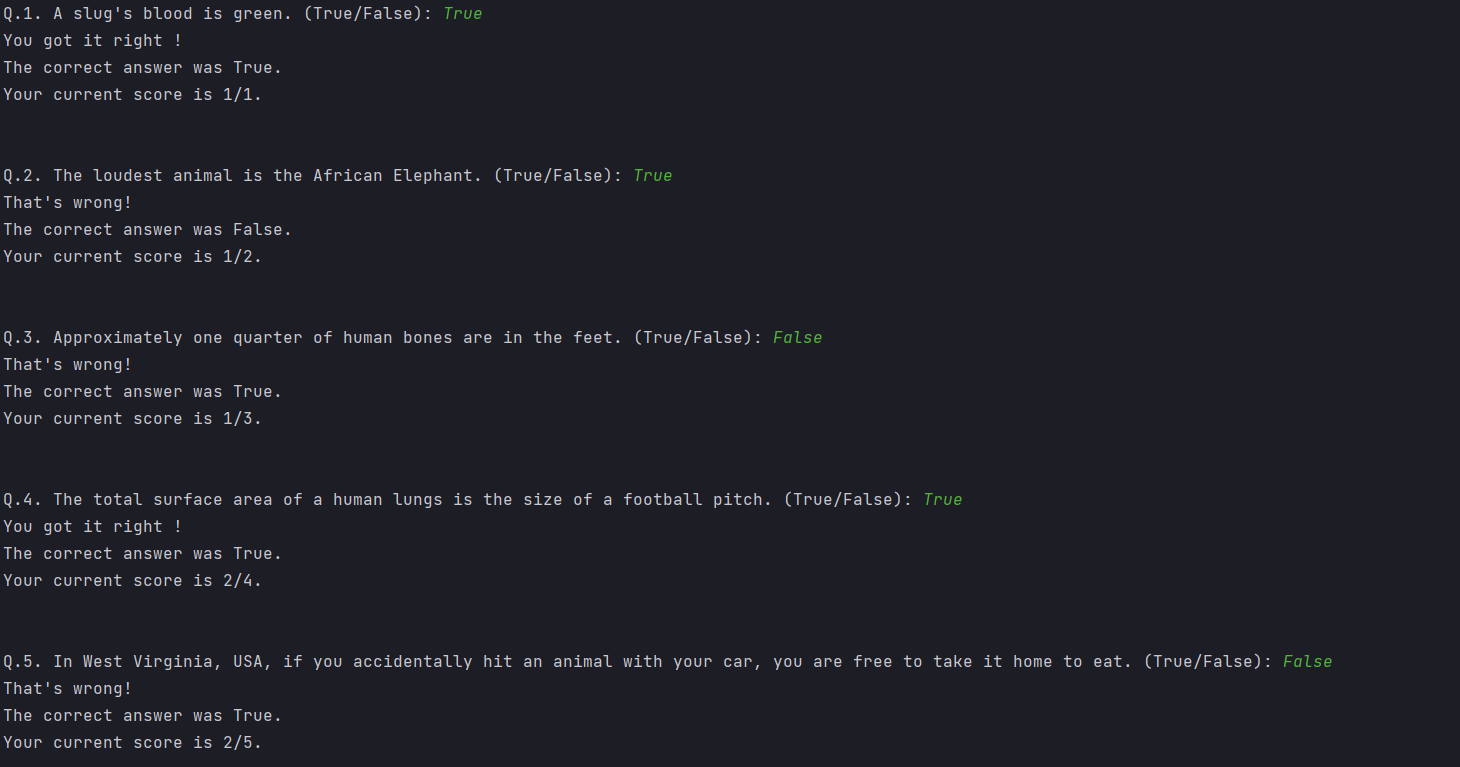 Q.1. A slug's blood is green. (True/False): True
You got it right !
The correct answer was True.
Your current score is 1/1.
Q.2. The loudest animal is the African Elephant. (True/False): True
That's wrong!
The correct answer was False.
Your current score is 1/2.
Q.3. Approximately one quarter of human bones are in the feet. (True/False): False
That's wrong!
The correct answer was True.
Your current score is 1/3.
Q.4. The total surface area of a human lungs is the size of a football pitch. (True/False): True
You got it right !
The correct answer was True.
Your current score is 2/4.
Q.5. In West Virginia, USA, if you accidentally hit an animal with your car, you are free to take it home to eat. (True/False): False
That's wrong!
The correct answer was True.
Your current score is 2/5.